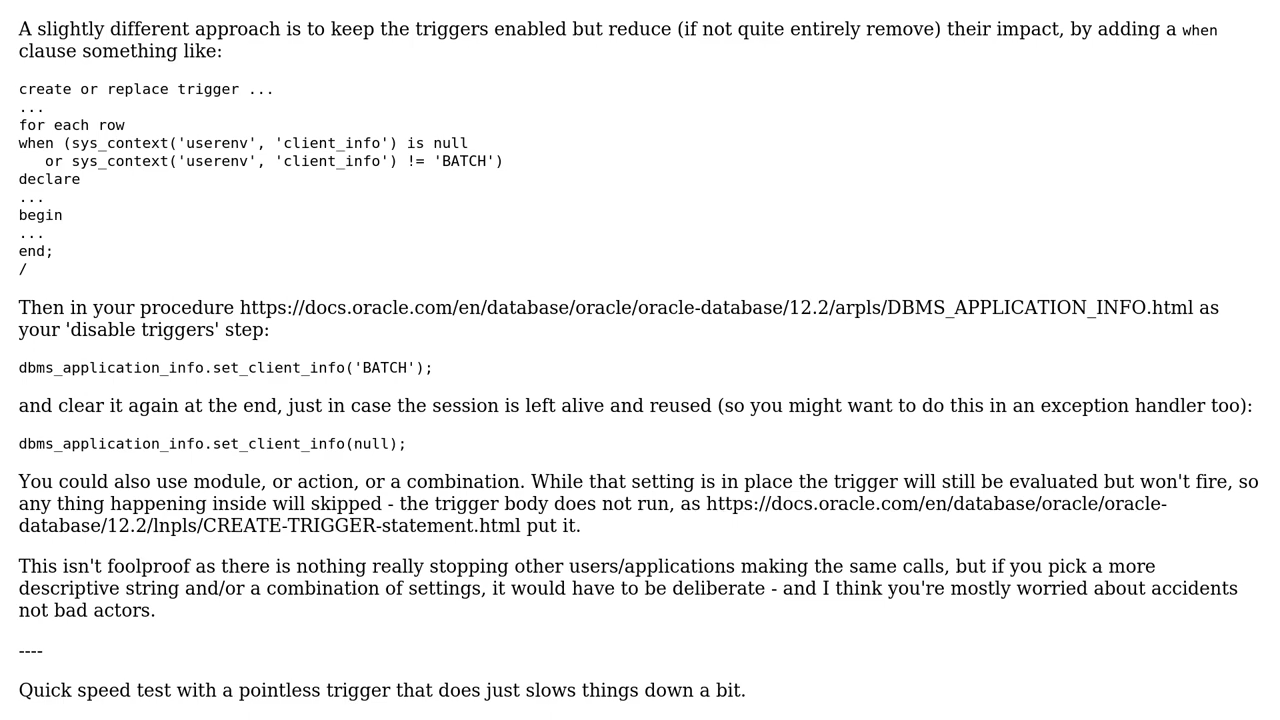 A slightly different approach is to keep the triggers enabled but reduce (if not quite entirely remove) their impact, by adding a when
clause something like:
create or replace trigger ...
...
for each row
when (sys_context('userenv', 'client_info') is null
   or sys_context('userenv', 'client_info') != 'BATCH')
declare
...
begin
...
end;
/
Then in your procedure https://docs.oracle.com/en/database/oracle/oracle-database/12.2/arpls/DBMS_APPLICATION_INFO.html as
your 'disable triggers' step:
dbms_application_info.set_client_info('BATCH');
and clear it again at the end, just in case the session is left alive and reused (so you might want to do this in an exception handler too):
dbms_application_info.set_client_info(null);
You could also use module, or action, or a combination. While that setting is in place the trigger will still be evaluated but won't fire, so
any thing happening inside will skipped - the trigger body does not run, as https://docs.oracle.com/en/database/oracle/oracle-
database/12.2/lnpls/CREATE-TRIGGER-statement.html put it.
This isn't foolproof as there is nothing really stopping other users/applications making the same calls, but if you pick a more
descriptive string and/or a combination of settings, it would have to be deliberate - and I think you're mostly worried about accidents
not bad actors.
----
Quick speed test with a pointless trigger that does just slows things down a bit.